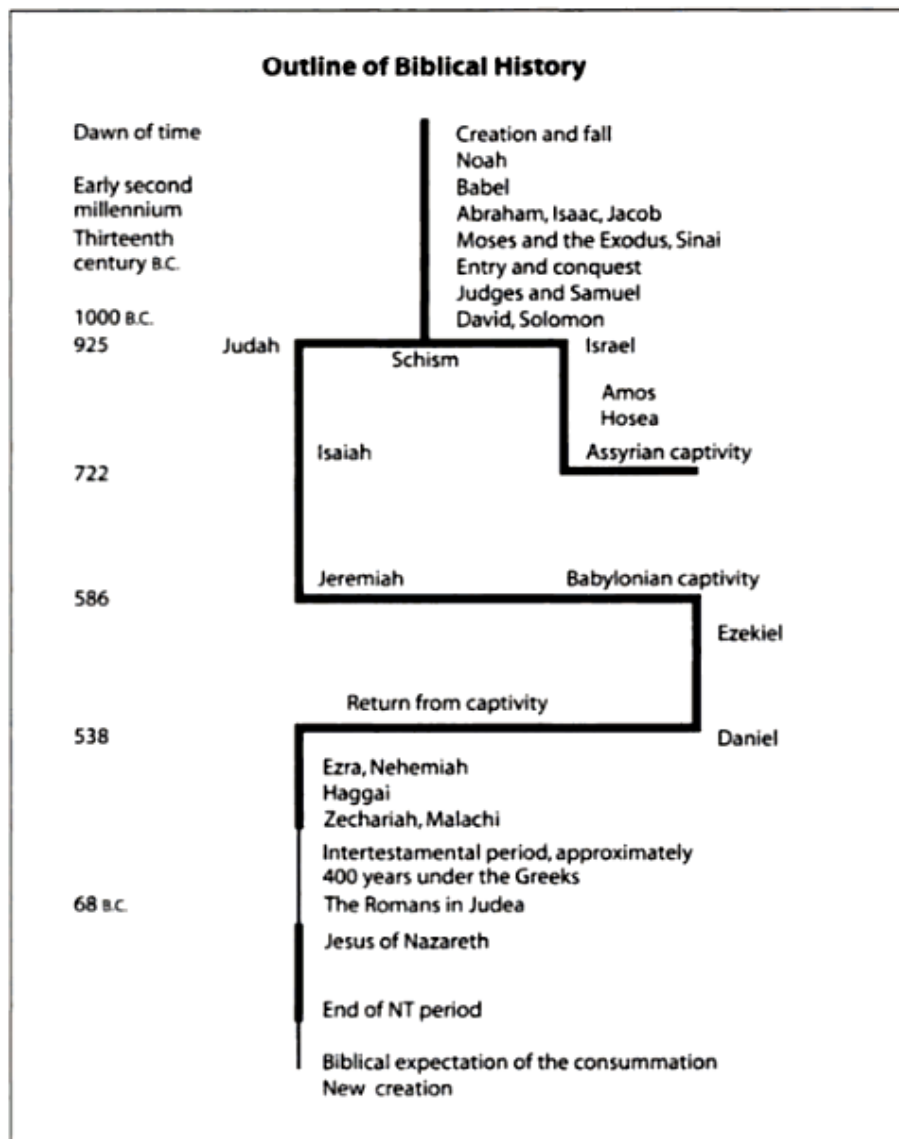 Outline of Biblical History
Dawn of time
Creation and fall
Noah
Early second
millennium
Babel
Abraham, Isaac, Jacob
Thirteenth
century B.C.
Moses and the Exodus, Sinai
Entry and conquest
Judges and Samuel
1000 B.C.
David, Solomon
925
Judah
Schism
Israel
Amos
Hosea
Isaiah
Assyrian captivity
722
Jeremiah
Babylonian captivity
586
Ezekiel
Return from captivity
538
Daniel
Ezra, Nehemiah
Haggai
Zechariah, Malachi
Intertestamental period, approximately
400 years under the Greeks
68 B.C.
The Romans in Judea
Jesus of Nazareth
End of NT period
Biblical expectation of the consummation
New creation